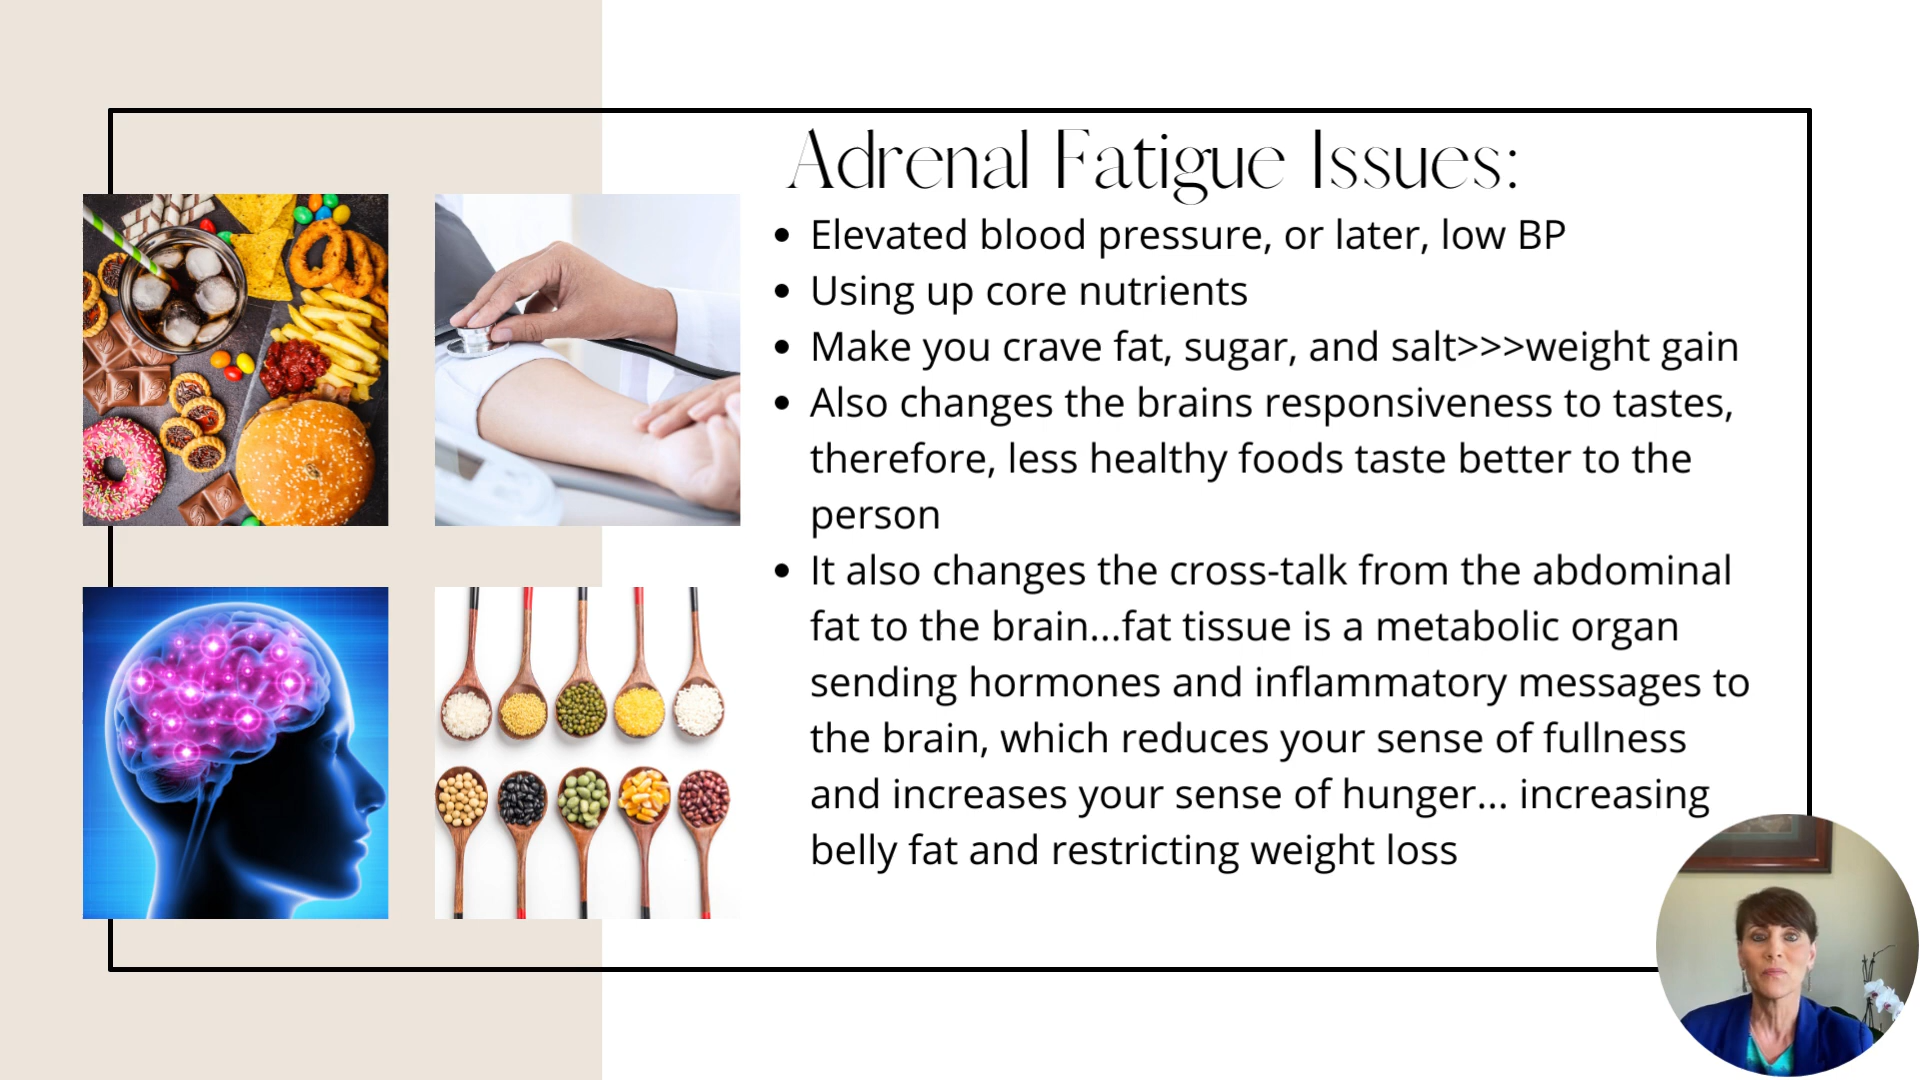 Adrenal Fatigue Issues:
• Elevated blood pressure, or later, low BP
• Using up core nutrients
• Make you crave fat, sugar, and salt>>>weight gain
• Also changes the brains responsiveness to tastes,
therefore, less healthy foods taste better to the
person
• It also changes the cross-talk from the abdominal
fat to the brain...fat tissue is a metabolic organ
sending hormones and inflammatory messages to
the brain, which reduces your sense of fullness
and increases your sense of hunger... increasing
belly fat and restricting weight loss